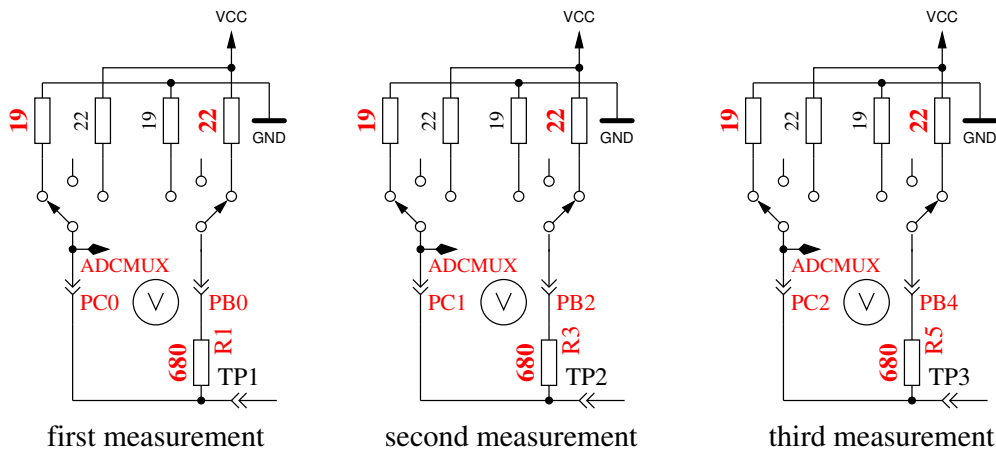 VCC
19
22
19
22
GND
ADCMUX
PC0
V
PB0
680
R1
TP1
first measurement
VCC
19
22
19
22
GND
ADCMUX
PC1
V
PB2
680
R3
TP2
second measurement
VCC
19
22
19
22
GND
ADCMUX
PC2
V
PB4
680
R5
TP3
third measurement